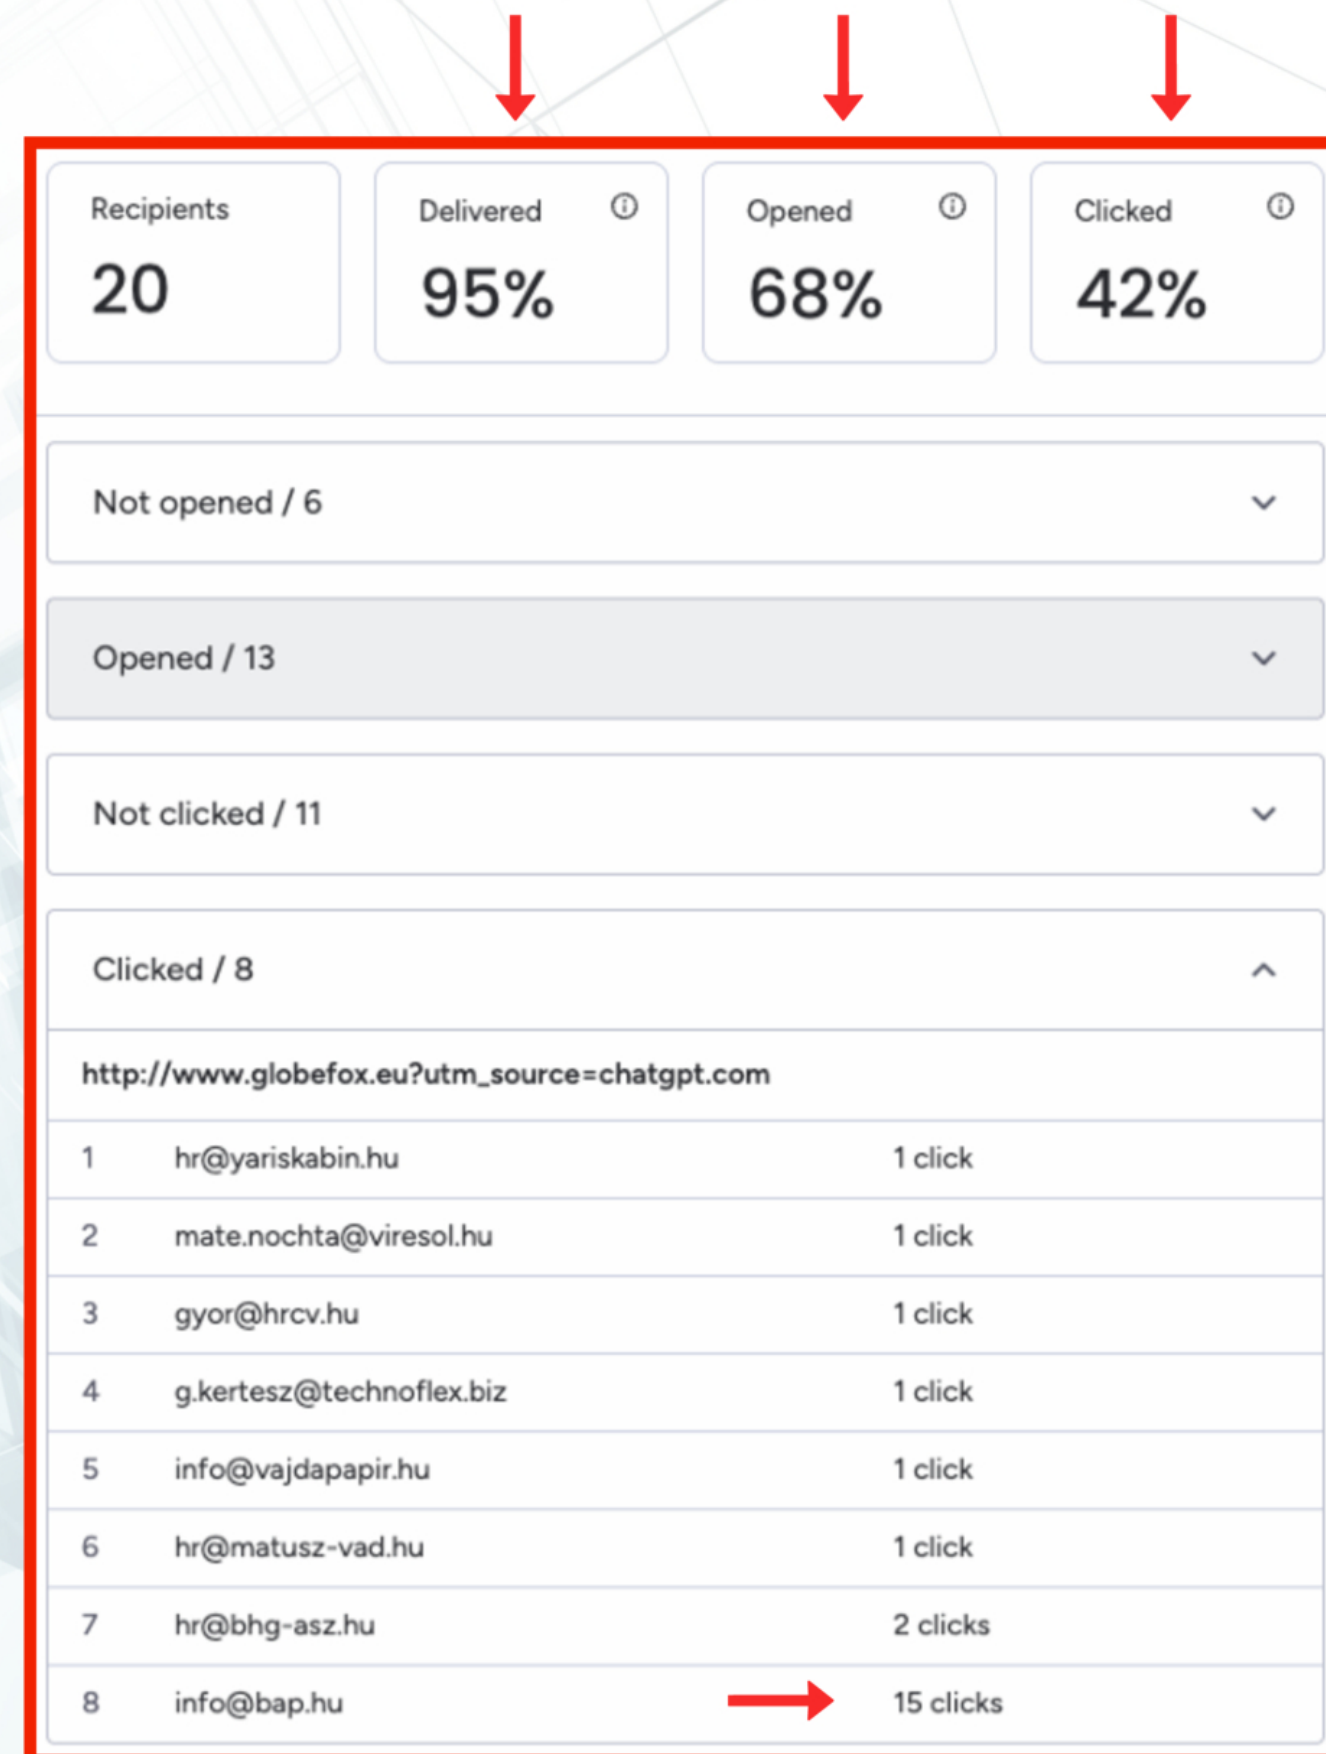 Recipients
20
Delivered
95%
Opened
68%
Clicked
42%
Not opened / 6
Opened / 13
Not clicked / 11
Clicked / 8
http://www.globefox.eu?utm_source=chatgpt.com
1 hr@yariskabin.hu 1 click
2 mate.nochta@viresol.hu 1 click
3 gyor@hrcv.hu 1 click
4 g.kertesz@technoflex.biz 1 click
5 info@vajdapapir.hu 1 click
6 hr@matusz-vad.hu 1 click
7 hr@bhg-asz.hu 2 clicks
8 info@bap.hu 15 clicks